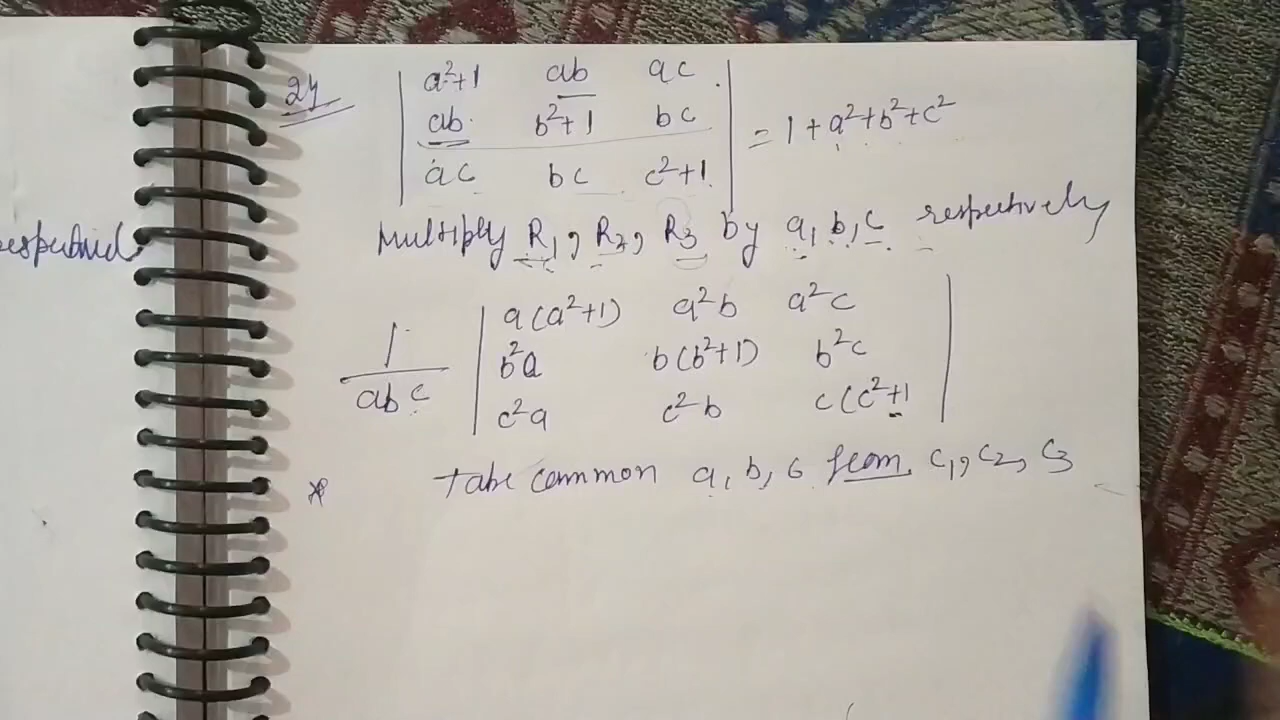 24 | a²+1 ab ac |
| ab b²+1 bc | = 1 + a²+b²+c²
| ac bc c²+1 |
Multiply R1, R2, R3 by a, b, c respectively
| a(a²+1) a²b a²c |
1/abc | b²a b(b²+1) b²c |
| c²a c²b c(c²+1 |
* take common a, b, c from C1, C2, C3